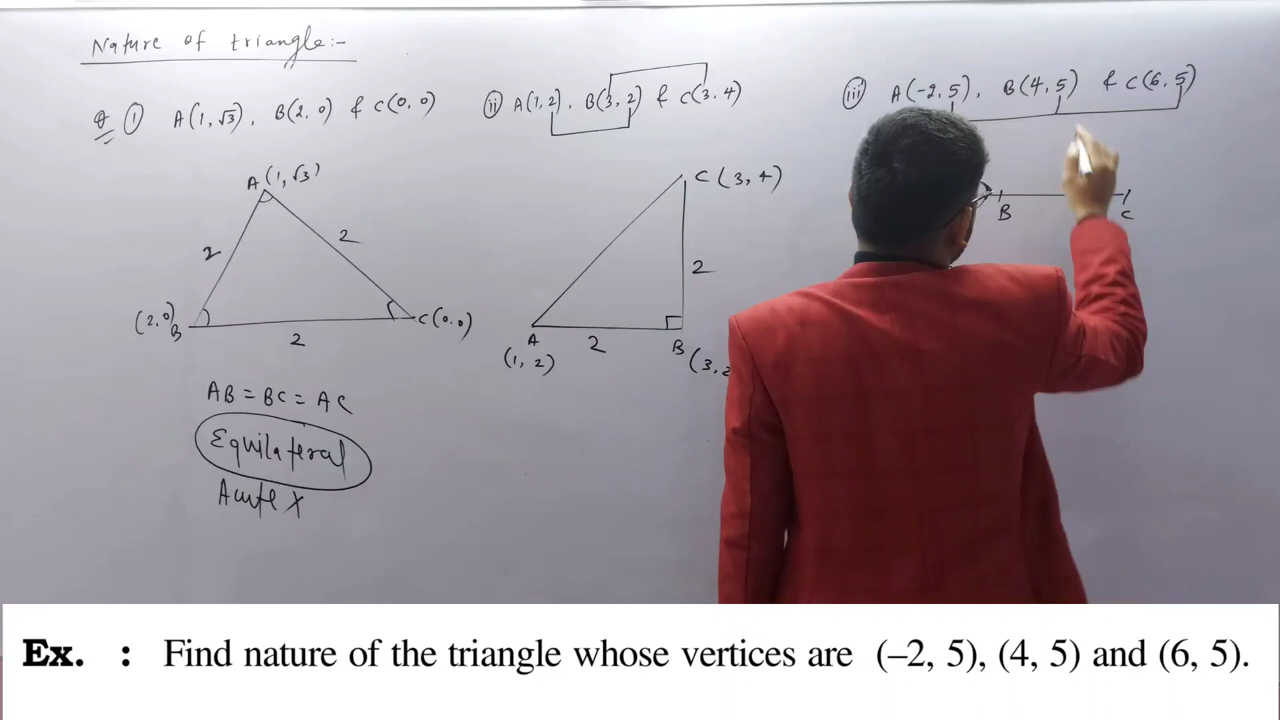 Nature of triangle:-
Q (i) A(1, √3), B(2, 0) & C(0, 0)
(ii) A(1, 2), B(3, 2) & C(3, 4)
(iii) A(-2, 5), B(4, 5) & C(6, 5)
A (1, √3)
2
2
(2, 0) B
C (0, 0)
2
AB = BC = AC
Equilateral
Acute X
C (3, 4)
2
A
2
B
(1, 2)
(3, 2
B
C
Ex. : Find nature of the triangle whose vertices are (–2, 5), (4, 5) and (6, 5).